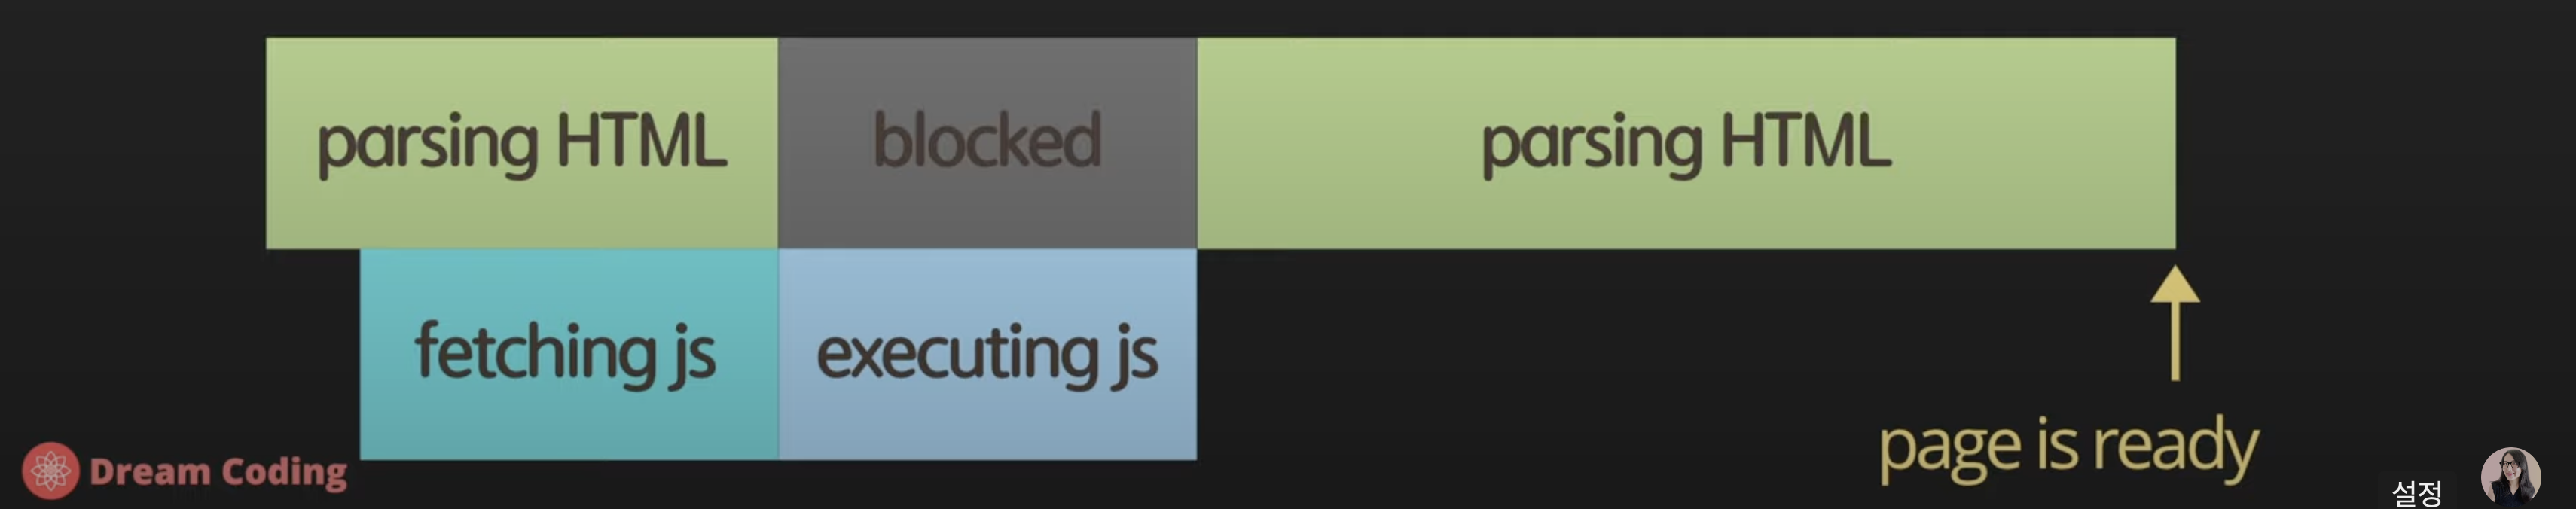 parsing HTML
blocked
parsing HTML
fetching js
executing js
page is ready
Dream Coding
설정